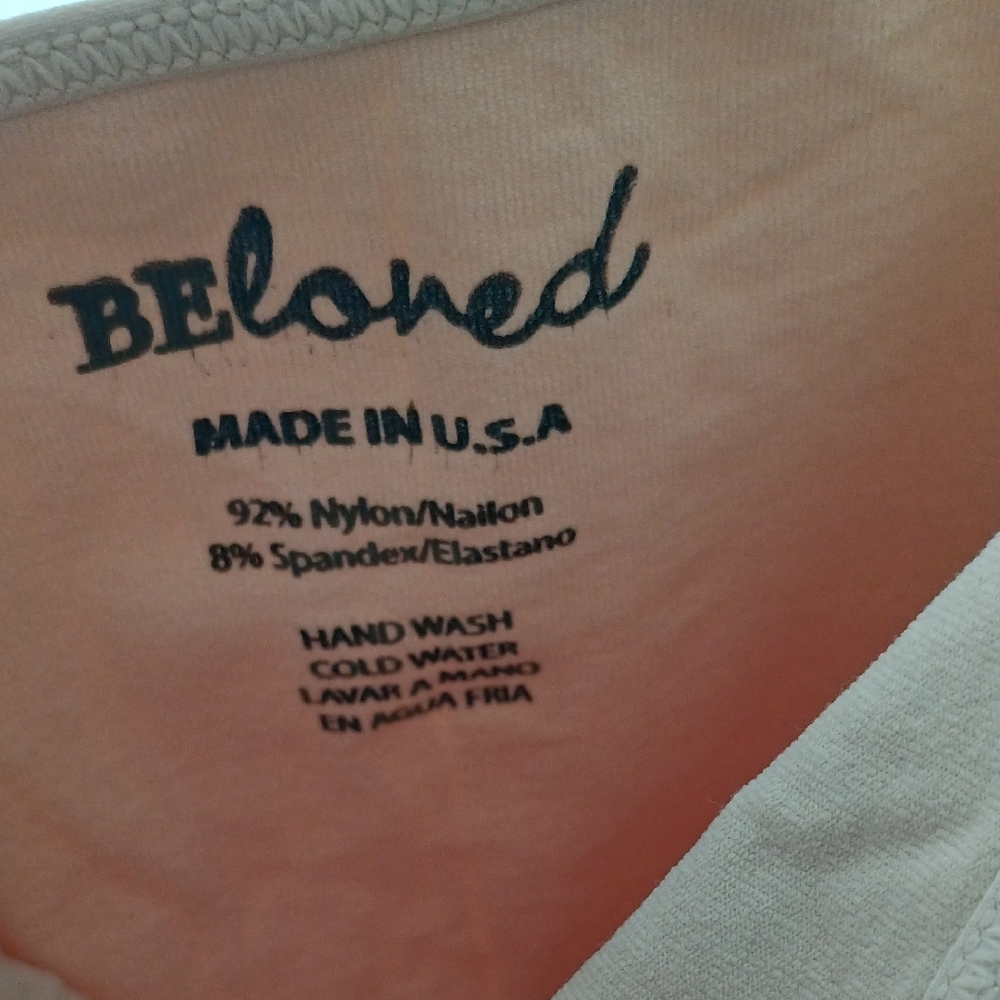 BEloved
MADE IN U.S.A
92% Nylon/Nailon
8% Spandex/Elastano
HAND WASH
COLD WATER
LAVAR A MANO
EN AGUA FRIA